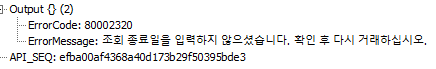 Output {} (2)
ErrorCode: 80002320
ErrorMessage: 조회 종료일을 입력하지 않으셨습니다. 확인 후 다시 거래하십시오.
API_SEQ: efba00af4368a40d173b29f50395bde3